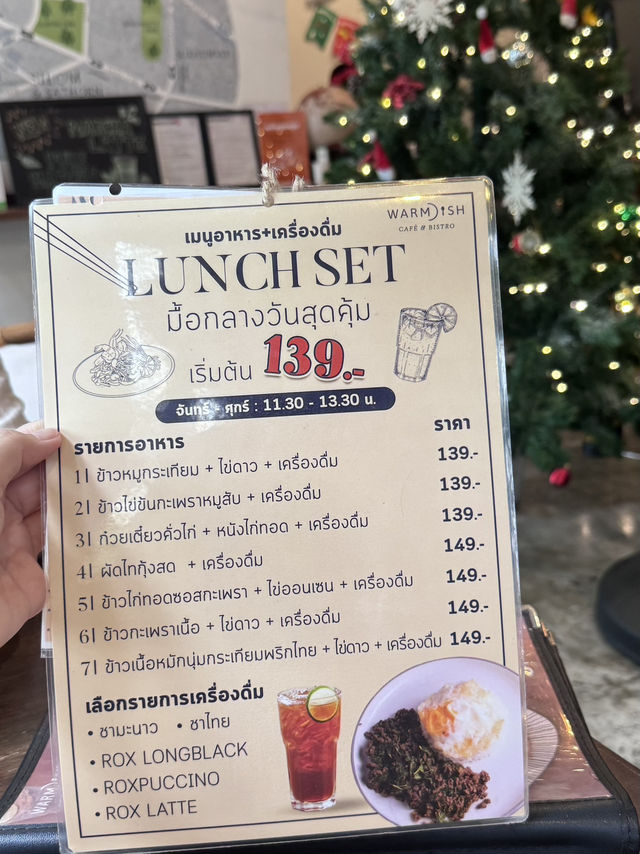 WARMDISH
CAFÉ & BISTRO
เมนูอาหาร+เครื่องดื่ม
LUNCH SET
มื้อกลางวันสุดคุ้ม
เริ่มต้น 139.-
จันทร์ - ศุกร์ : 11.30 - 13.30 น.
รายการอาหาร ราคา
1| ข้าวหมูกระเทียม + ไข่ดาว + เครื่องดื่ม 139.-
2| ข้าวไข่ข้นกะเพราหมูสับ + เครื่องดื่ม 139.-
3| ก๋วยเตี๋ยวคั่วไก่ + หนังไก่ทอด + เครื่องดื่ม 139.-
4| ผัดไทกุ้งสด + เครื่องดื่ม 149.-
5| ข้าวไก่ทอดซอสกะเพรา + ไข่ออนเซน + เครื่องดื่ม 149.-
6| ข้าวกะเพราเนื้อ + ไข่ดาว + เครื่องดื่ม 149.-
7| ข้าวเนื้อหมักนุ่มกระเทียมพริกไทย + ไข่ดาว + เครื่องดื่ม 149.-
เลือกรายการเครื่องดื่ม
• ชามะนาว • ชาไทย
• ROX LONGBLACK
• ROXPUCCINO
• ROX LATTE